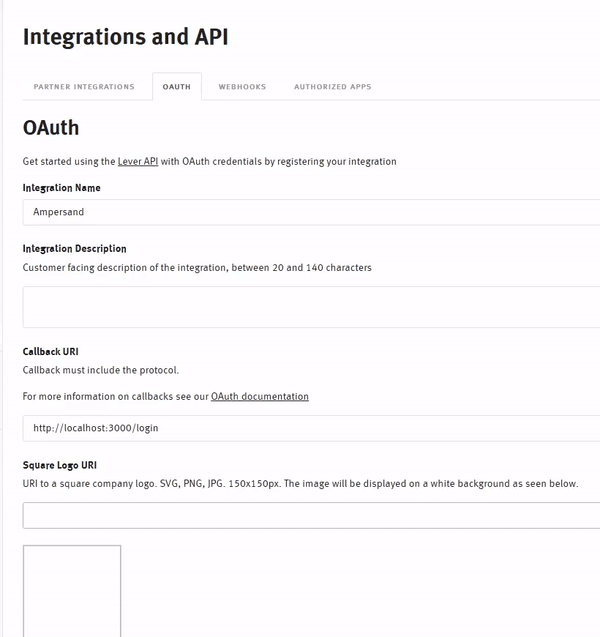 Integrations and API
PARTNER INTEGRATIONS OAUTH WEBHOOKS AUTHORIZED APPS
OAuth
Get started using the Lever API with OAuth credentials by registering your integration
Integration Name
Ampersand
Integration Description
Customer facing description of the integration, between 20 and 140 characters
Callback URI
Callback must include the protocol.
For more information on callbacks see our OAuth documentation
http://localhost:3000/login
Square Logo URI
URI to a square company logo. SVG, PNG, JPG. 150x150px. The image will be displayed on a white background as seen below.